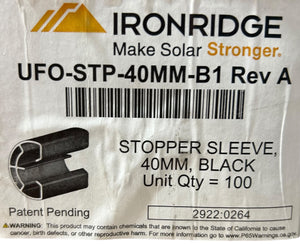 IRONRIDGE
Make Solar Stronger.
UFO-STP-40MM-B1 Rev A
STOPPER SLEEVE,
40MM, BLACK
Unit Qty = 100
Patent Pending
2922:0264
⚠WARNING: This product may contain chemicals that are known to the State of California to cause
cancer, birth defects, or other reproductive harm. For more information go to www.P65Warnings.ca.go